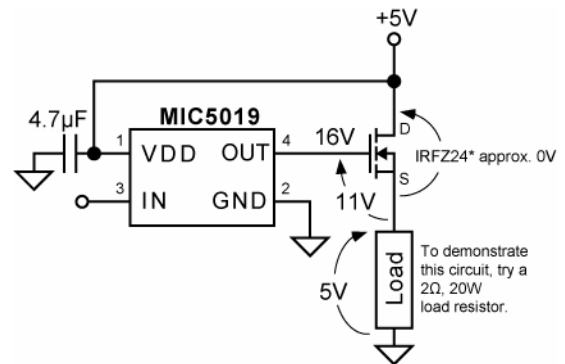 +5V
MIC5019
4.7µF
1
VDD
OUT
4
16V
D
IRFZ24* approx. 0V
S
3
IN
GND
2
11V
5V
Load
To demonstrate
this circuit, try a
2Ω, 20W
load resistor.